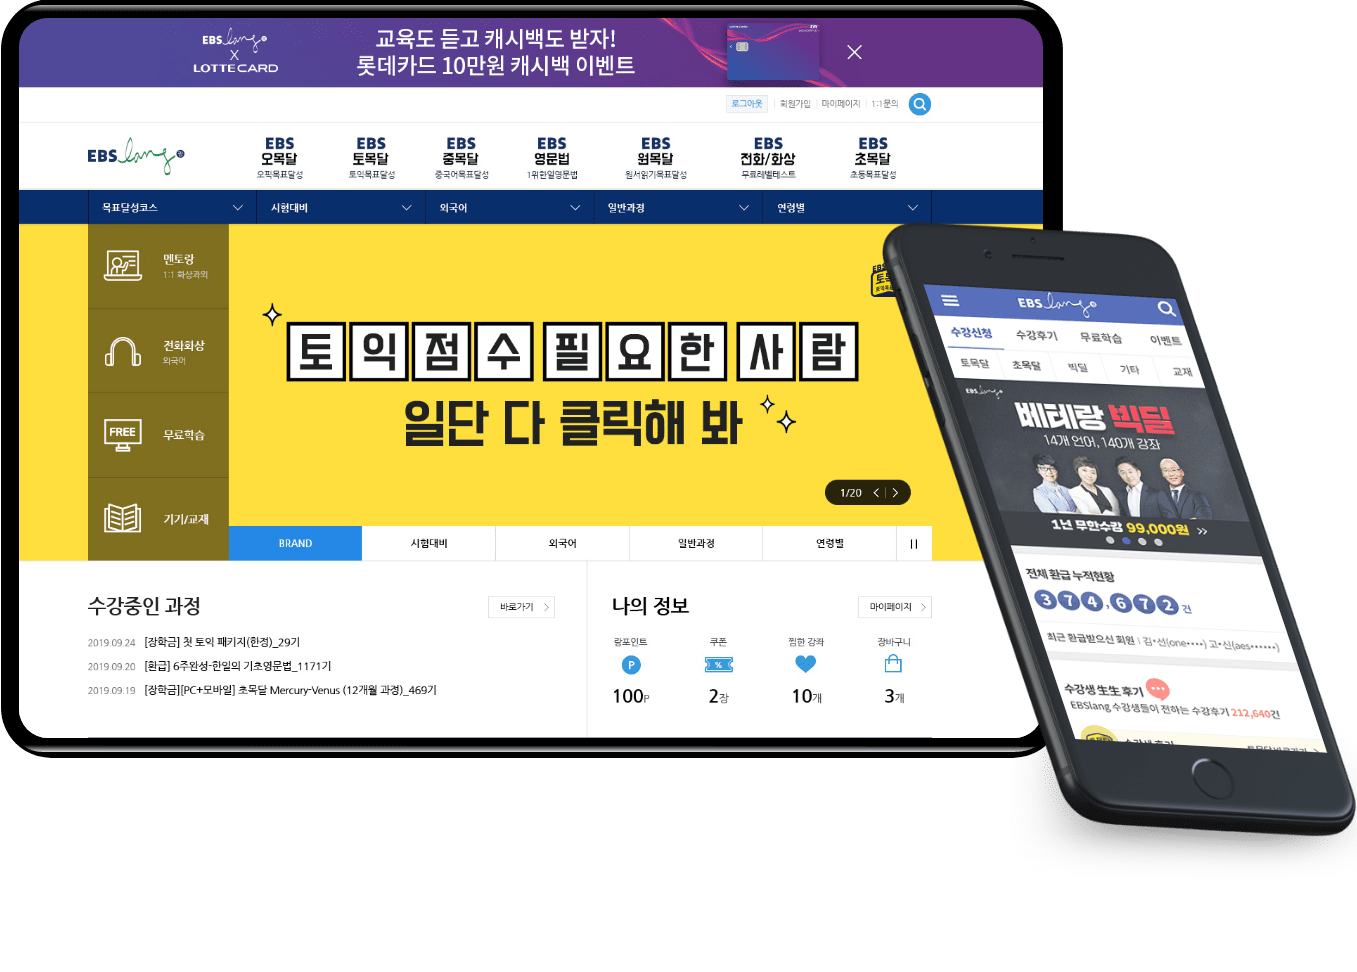 EBSlang
X
LOTTECARD
교육도 듣고 캐시백도 받자!
롯데카드 10만원 캐시백 이벤트
로그아웃 회원가입 마이페이지 1:1문의
EBSlang 랑
EBS 오목달 오픽목표달성
EBS 토목달 토익목표달성
EBS 중목달 중국어목표달성
EBS 영문법 1위한일영문법
EBS 원목달 원서읽기목표달성
EBS 전화/화상 무료레벨테스트
EBS 초목달 초등목표달성
목표달성코스 시험대비 외국어 일반과정 연령별
멘토랑
1:1 화상과외
전화화상
외국어
FREE 무료학습
기기/교재
토익점수 필요한 사람
일단 다 클릭해 봐
1/20
BRAND 시험대비 외국어 일반과정 연령별
수강중인 과정 바로가기
2019.09.24 [장학금] 첫 토익 패키지(한정)_29기
2019.09.20 [환급] 6주완성-한일의 기초영문법_1171기
2019.09.19 [장학금][PC+모바일] 초목달 Mercury-Venus (12개월 과정)_469기
나의 정보 마이페이지
랑포인트 쿠폰 찜한 강좌 장바구니
P %
100P 2장 10개 3개
EBSlang
수강신청 수강후기 무료학습 이벤트
토목달 초목달 빅딜 기타 교재
EBSlang
베테랑 빅딜
14개 언어, 140개 강좌
1년 무한수강 99,000원
전체 환급 누적현황
374,672 건
최근 환급받으신 회원 김•선(one••••) 고•신(aes••••••)
수강생 生生 후기
EBSlang 수강생들이 전하는 수강후기 212,640건